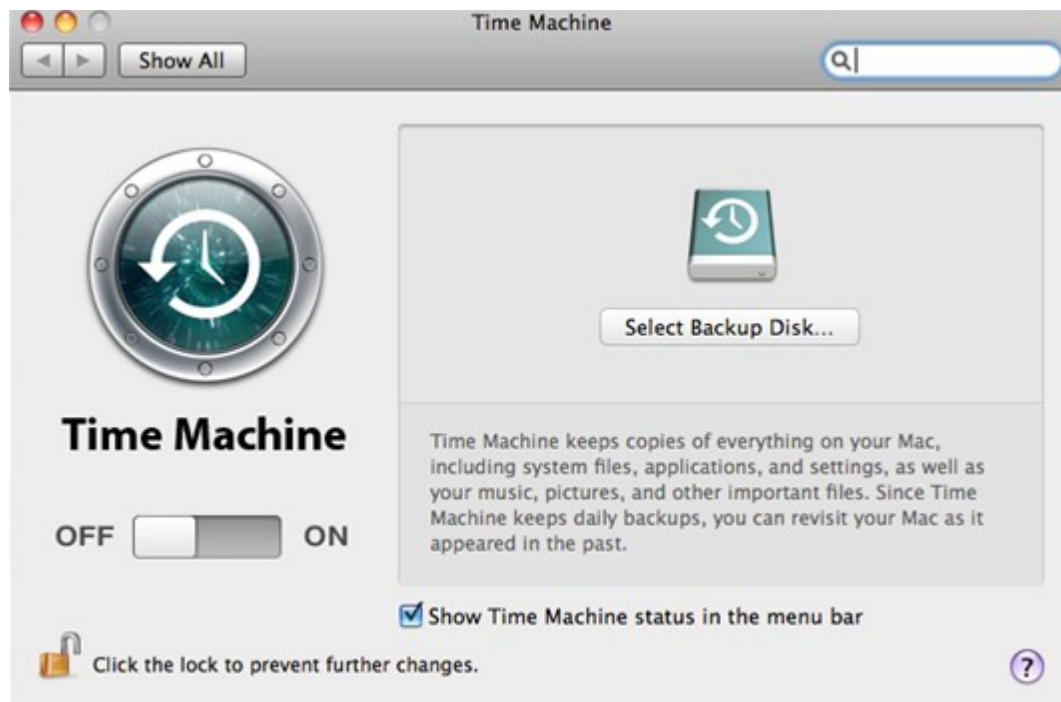 Time Machine
Show All
Select Backup Disk...
Time Machine
Time Machine keeps copies of everything on your Mac,
including system files, applications, and settings, as well as
your music, pictures, and other important files. Since Time
Machine keeps daily backups, you can revisit your Mac as it
appeared in the past.
OFF ON
Show Time Machine status in the menu bar
Click the lock to prevent further changes.
?